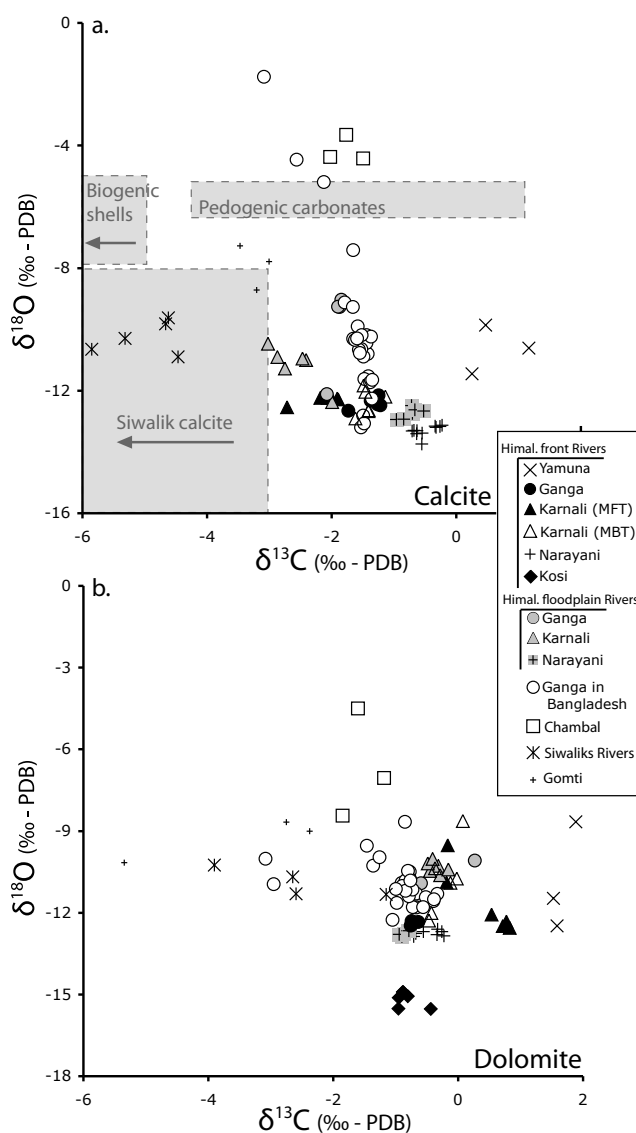 a.
0
-4
-8
-12
-16
δ18O (‰ - PDB)
Biogenic
shells
Pedogenic carbonates
Siwalik calcite
Calcite
-6
-4
-2
0
δ13C (‰ - PDB)
Himal. front Rivers
Yamuna
Ganga
Karnali (MFT)
Karnali (MBT)
Narayani
Kosi
Himal. floodplain Rivers
Ganga
Karnali
Narayani
Ganga in
Bangladesh
Chambal
Siwaliks Rivers
Gomti
b.
0
-3
-6
-9
-12
-15
-18
δ18O (‰ - PDB)
Dolomite
-6
-4
-2
0
2
δ13C (‰ - PDB)